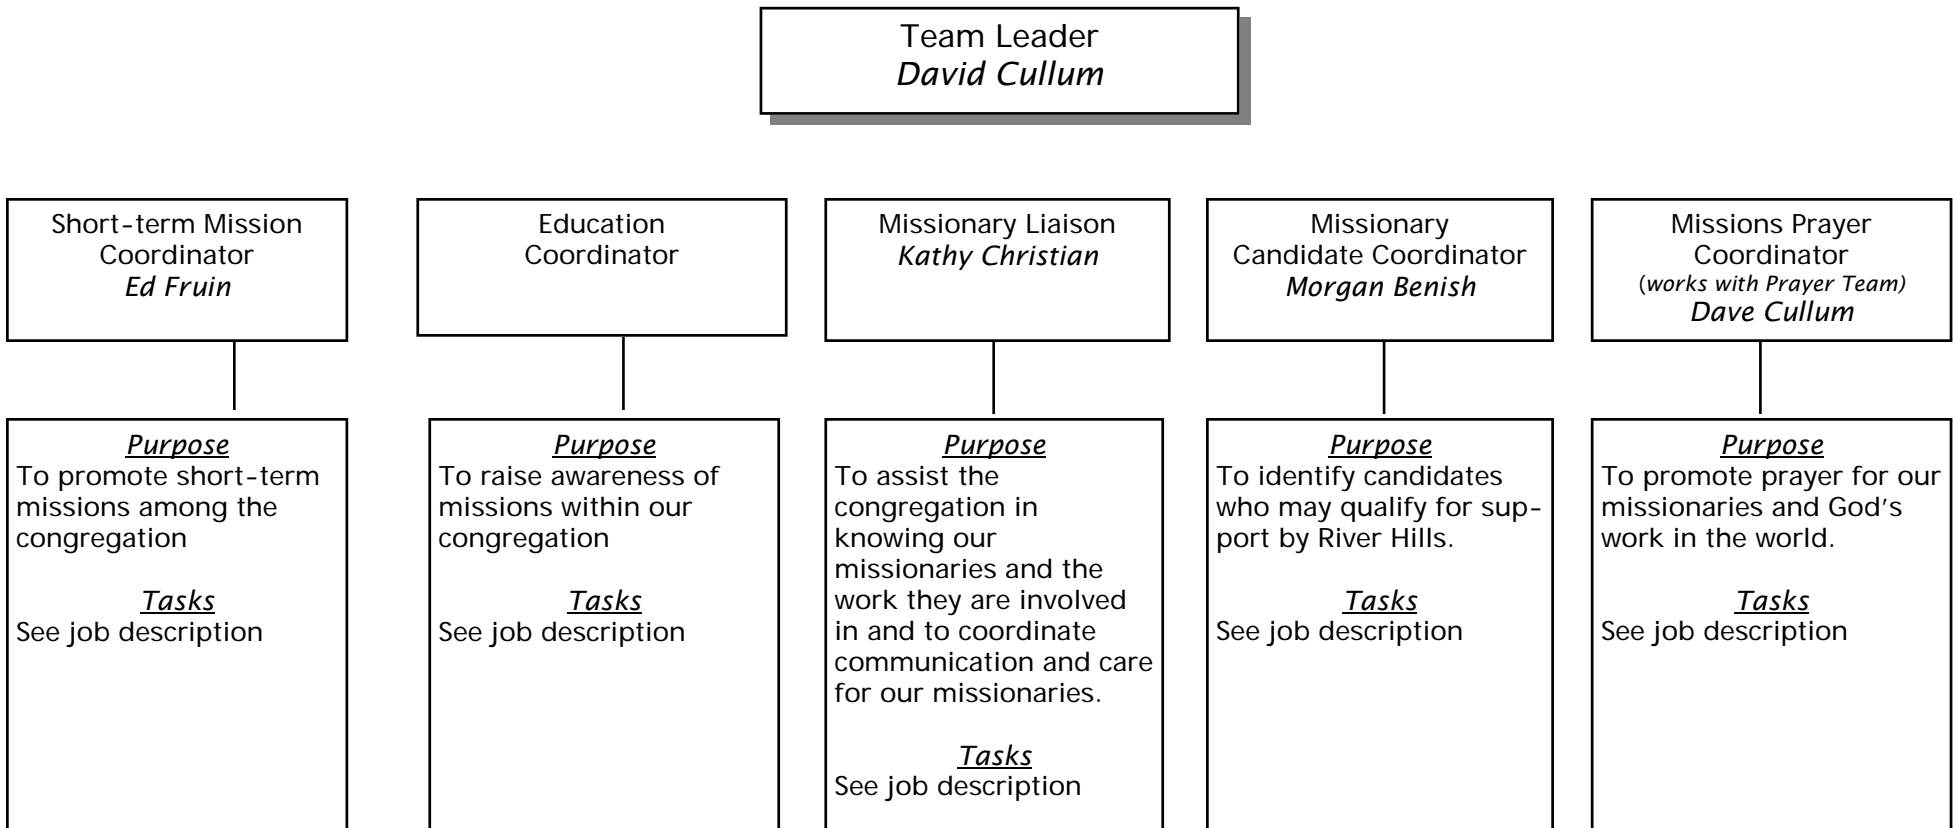 Team Leader
David Cullum
Short-term Mission
Coordinator
Ed Fruin
Education
Coordinator
Missionary Liaison
Kathy Christian
Missionary
Candidate Coordinator
Morgan Benish
Missions Prayer
Coordinator
(works with Prayer Team)
Dave Cullum
Purpose
To promote short-term
missions among the
congregation
Tasks
See job description
Purpose
To raise awareness of
missions within our
congregation
Tasks
See job description
Purpose
To assist the
congregation in
knowing our
missionaries and the
work they are involved
in and to coordinate
communication and care
for our missionaries.
Tasks
See job description
Purpose
To identify candidates
who may qualify for sup-
port by River Hills.
Tasks
See job description
Purpose
To promote prayer for our
missionaries and God's
work in the world.
Tasks
See job description